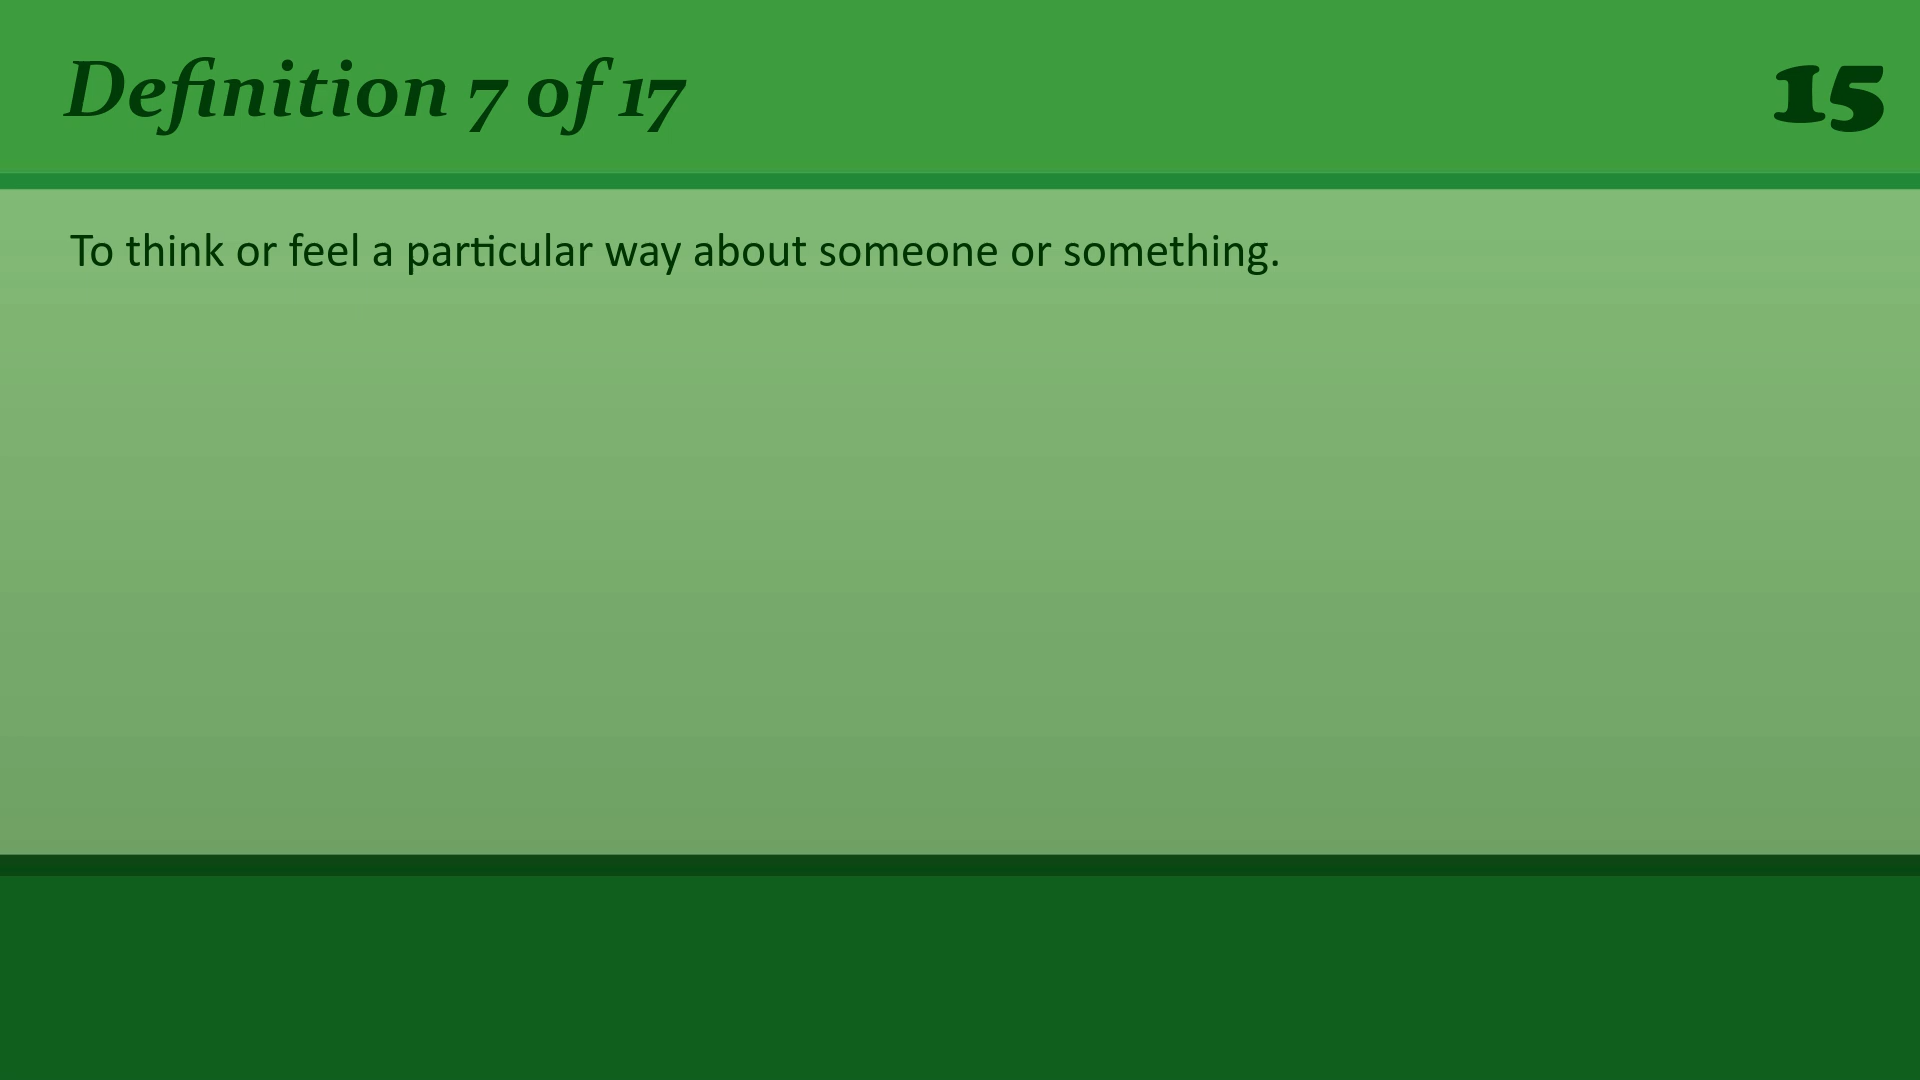 Definition 7 of 17
15
To think or feel a particular way about someone or something.